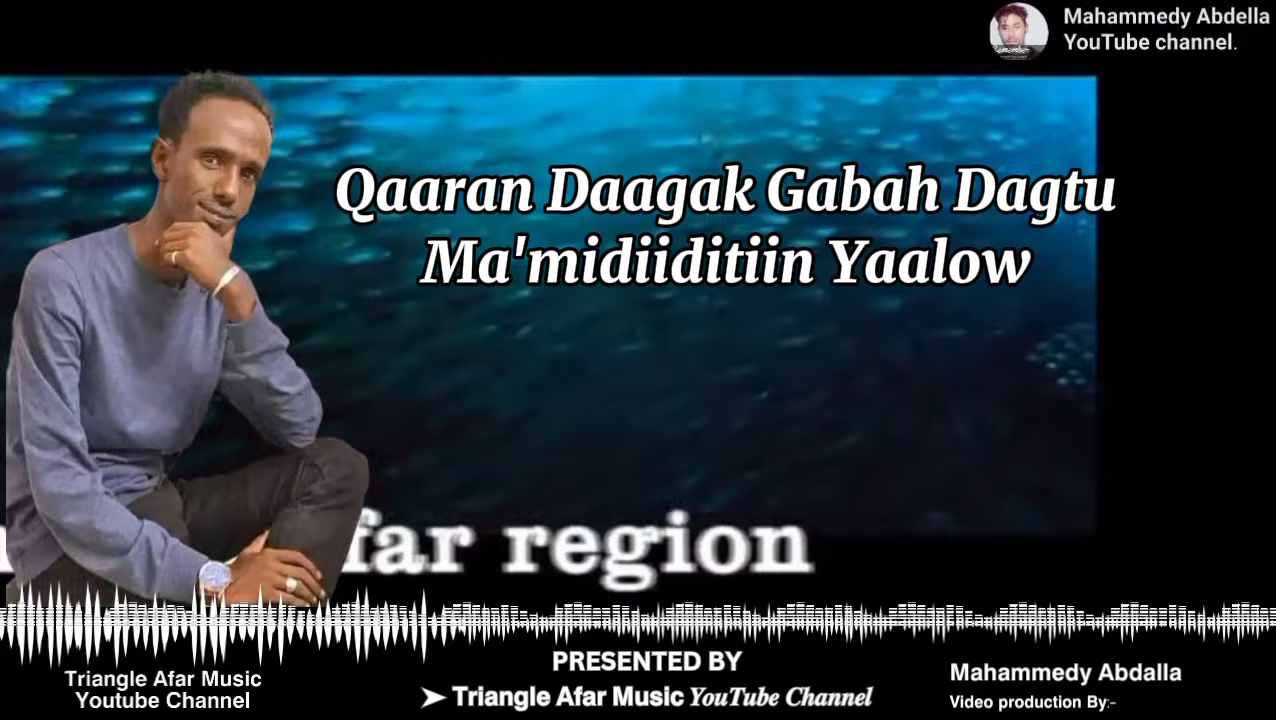 Mahammedy Abdella
YouTube channel.
Qaaran Daagak Gabah Dagtu
Ma'midiiditiin Yaalow
far region
Triangle Afar Music
Youtube Channel
PRESENTED BY
➤ Triangle Afar Music YouTube Channel
Mahammedy Abdalla
Video production By:-